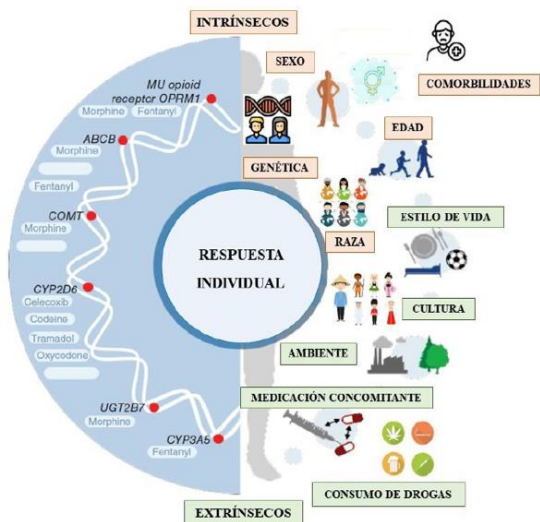 INTRÍNSECOS
SEXO
COMORBILIDADES
MU opioid
receptor OPRM1
Morphine Fentanyl
ABCB
Morphine
Fentanyl
EDAD
GENÉTICA
COMT
Morphine
ESTILO DE VIDA
RAZA
RESPUESTA
INDIVIDUAL
CYP2D6
Celecoxib
Codeine
Tramadol
Oxycodone
CULTURA
AMBIENTE
MEDICACIÓN CONCOMITANTE
UGT2B7
Morphine
CYP3A5
Fentanyl
CONSUMO DE DROGAS
EXTRÍNSECOS